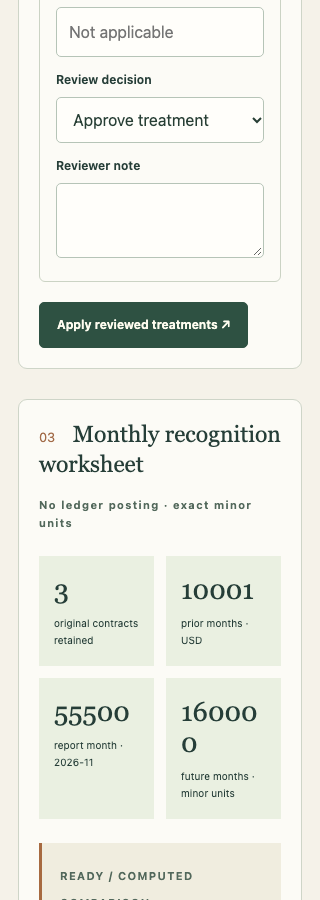 Not applicable
Review decision
Approve treatment
Reviewer note
Apply reviewed treatments ↗
03 Monthly recognition
worksheet
No ledger posting · exact minor
units
3
original contracts
retained
10001
prior months ·
USD
55500
report month ·
2026-11
16000
0
future months ·
minor units
READY / COMPUTED
COMPARISON